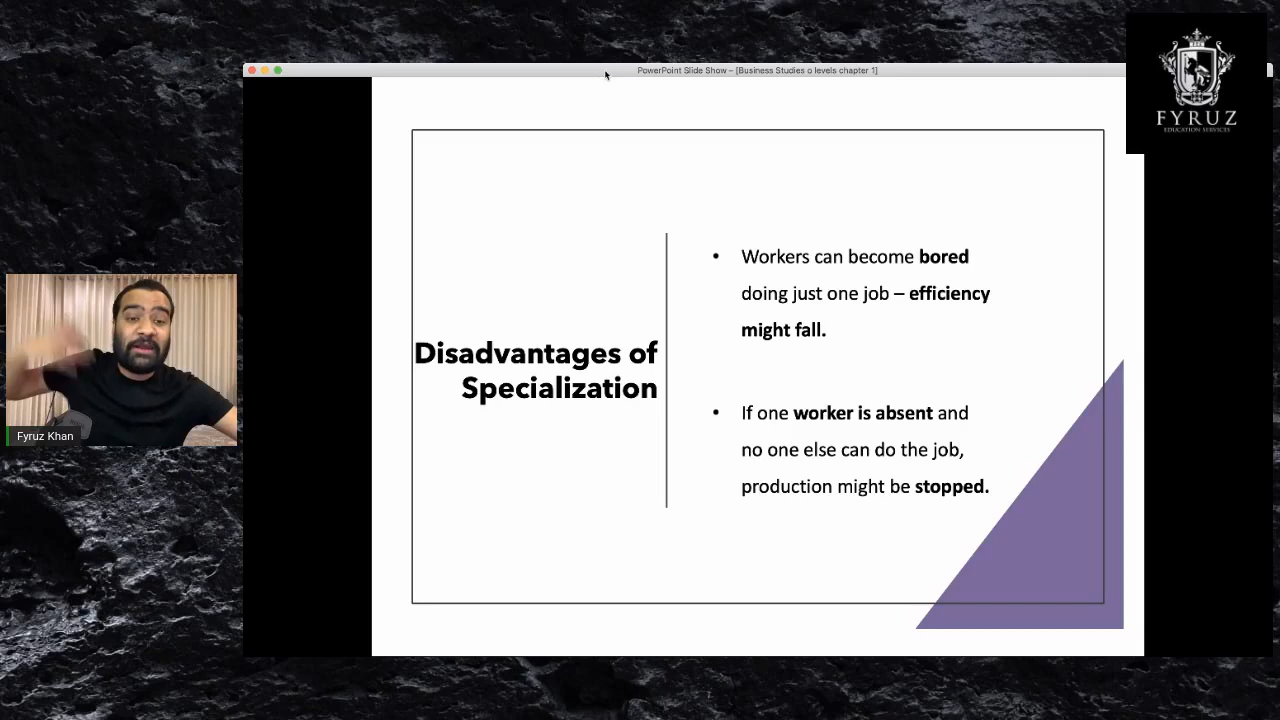 PowerPoint Slide Show – [Business Studies o levels chapter 1]
FYRUZ
EDUCATION SERVICES
Disadvantages of
Specialization
• Workers can become bored
doing just one job – efficiency
might fall.
• If one worker is absent and
no one else can do the job,
production might be stopped.
Fyruz Khan